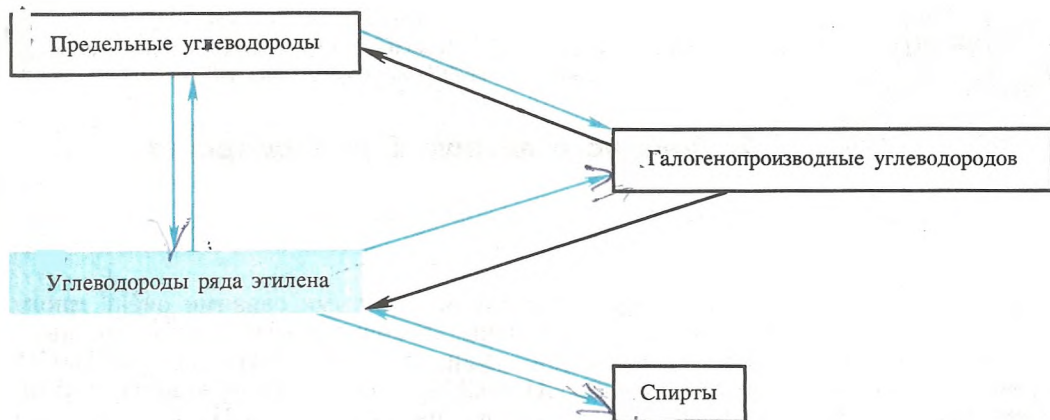 Предельные углеводороды
Галогенопроизводные углеводородов
Углеводороды ряда этилена
Спирты